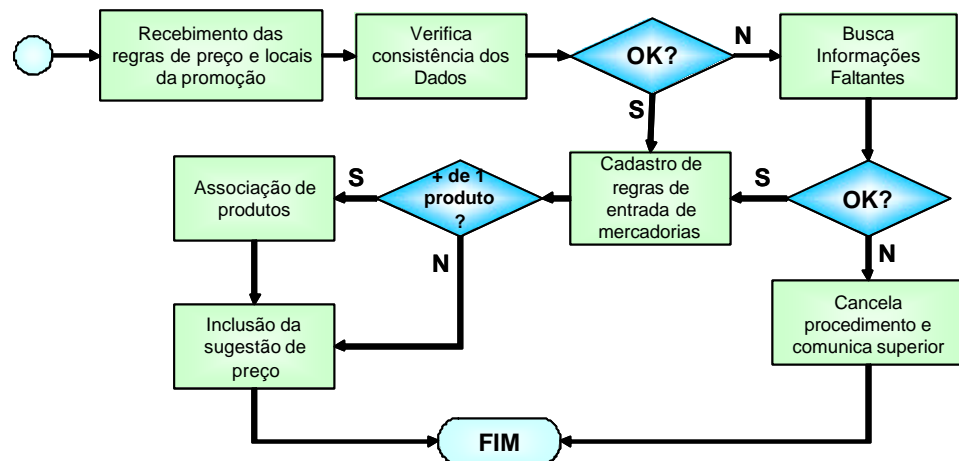 Recebimento das
regras de preço e locais
da promoção
Verifica
consistência dos
Dados
OK?
N
Busca
Informações
Faltantes
S
Associação de
produtos
S
+ de 1
produto
?
Cadastro de
regras de
entrada de
mercadorias
S
OK?
N
N
Inclusão da
sugestão de
preço
Cancela
procedimento e
comunica superior
FIM